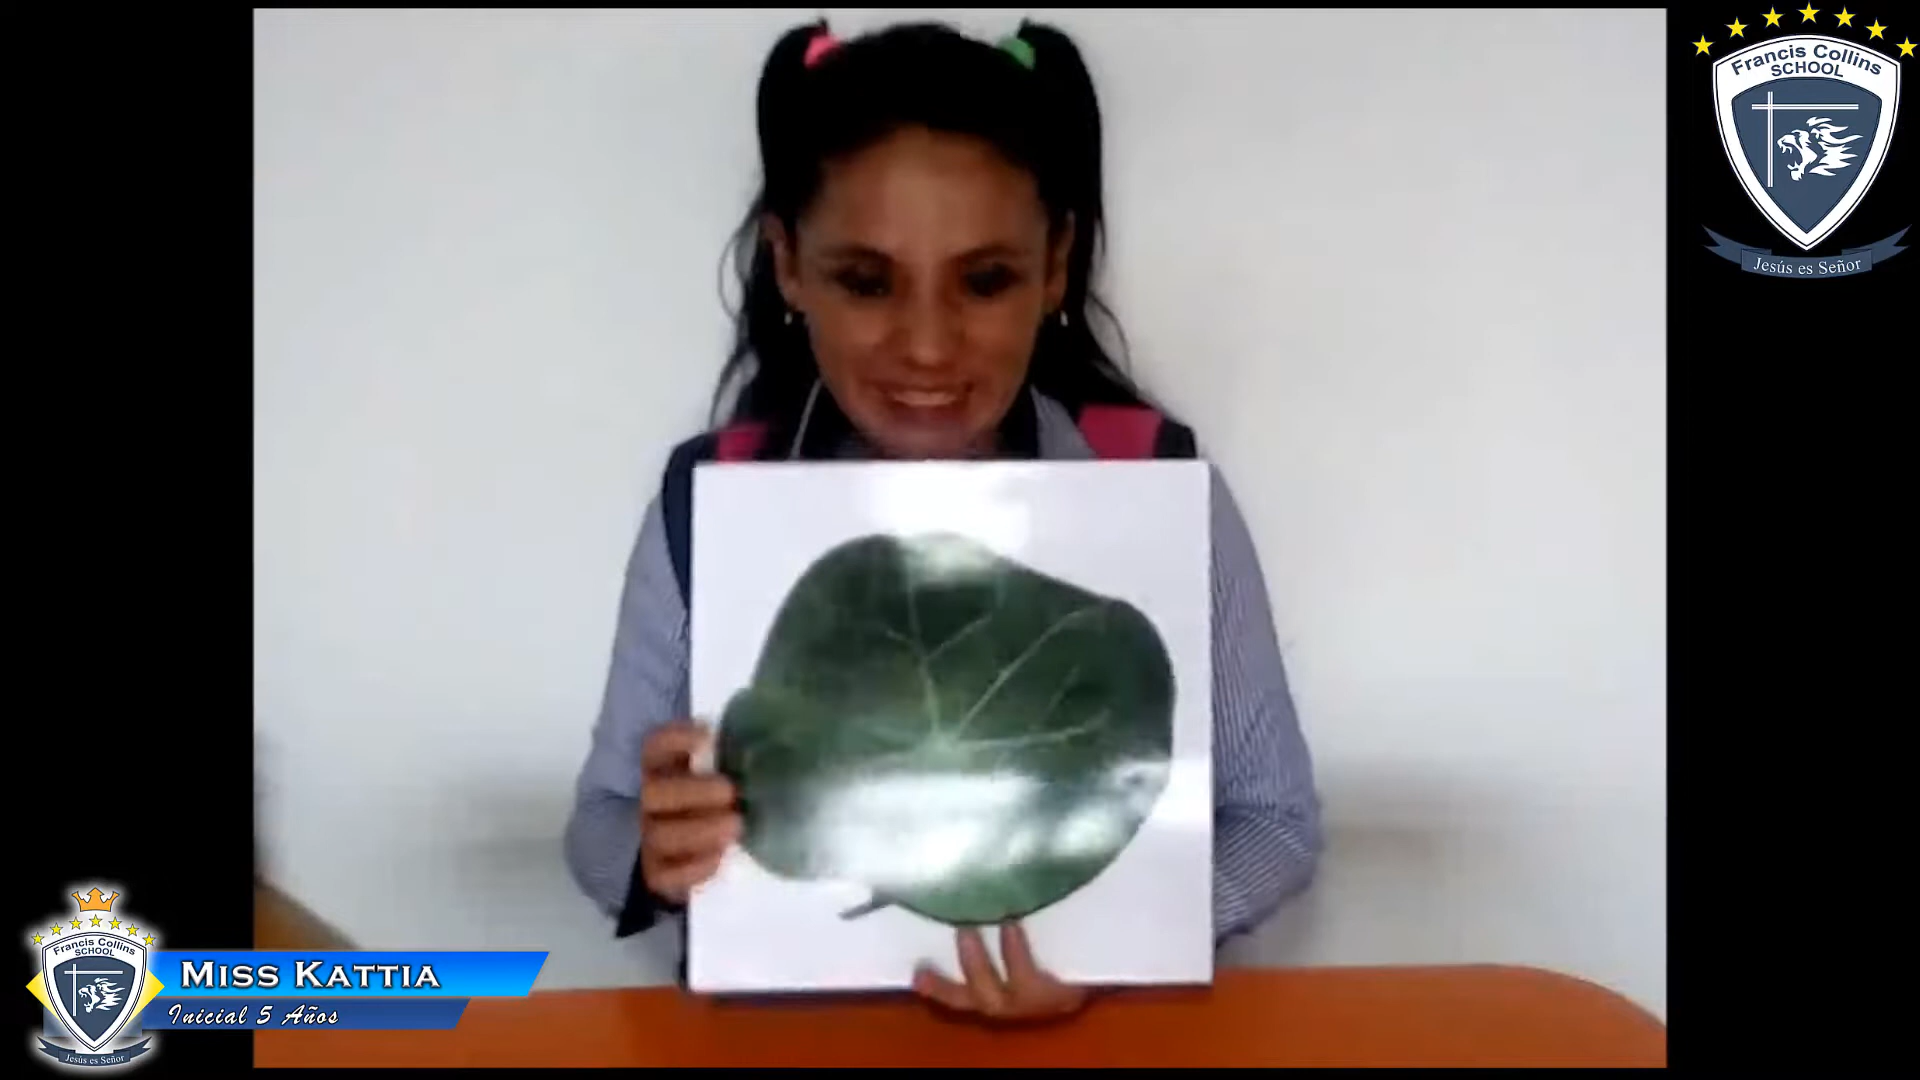 Francis Collins
SCHOOL
Jesús es Señor
Francis Collins
SCHOOL
Jesús es Señor
MISS KATTIA
Inicial 5 Años